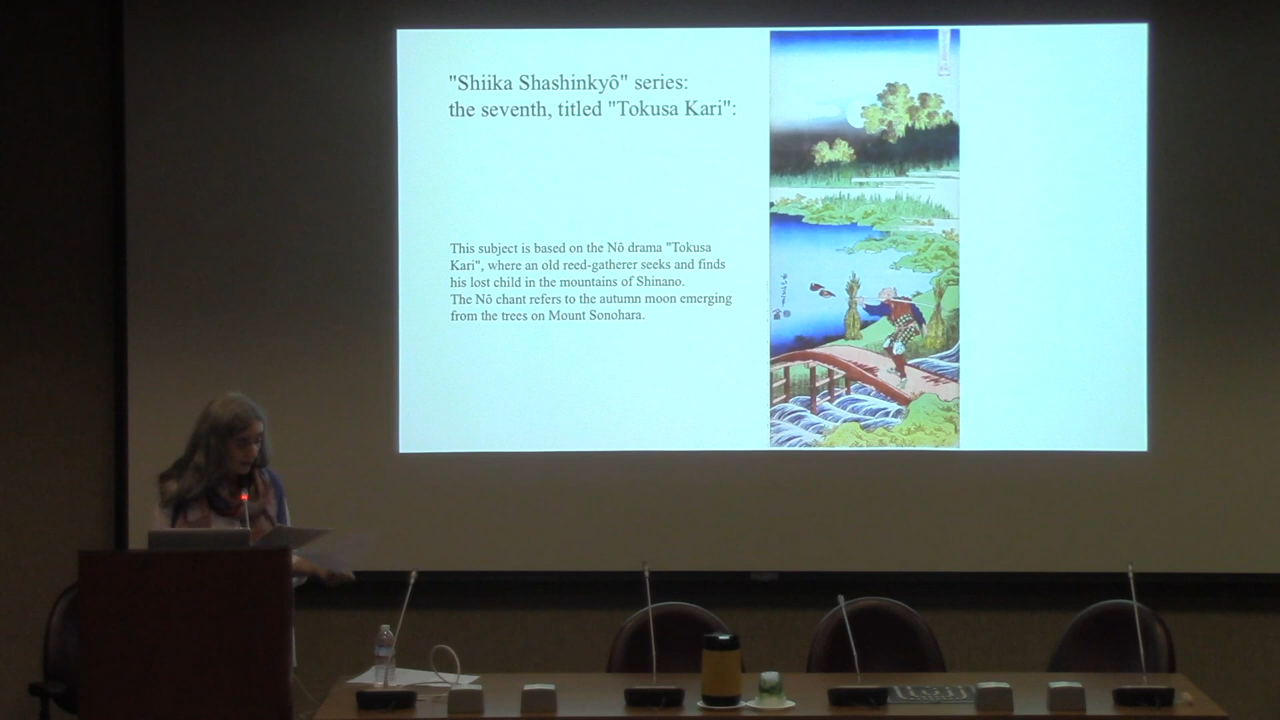 "Shiika Shashinkyô" series:
the seventh, titled "Tokusa Kari":
This subject is based on the Nô drama "Tokusa
Kari", where an old reed-gatherer seeks and finds
his lost child in the mountains of Shinano.
The Nô chant refers to the autumn moon emerging
from the trees on Mount Sonohara.